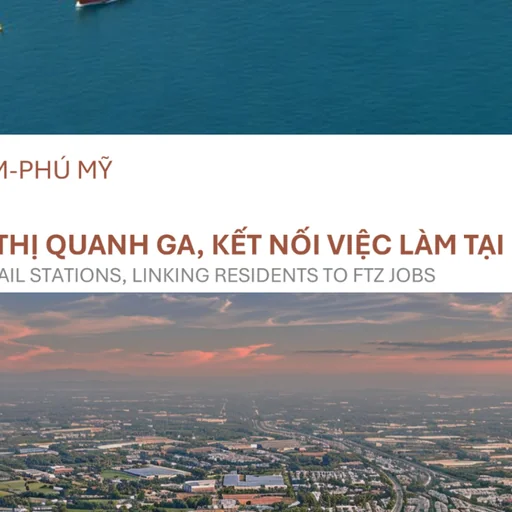 M-PHÚ MỸ
THỊ QUANH GA, KẾT NỐI VIỆC LÀM TẠI
AIL STATIONS, LINKING RESIDENTS TO FTZ JOBS